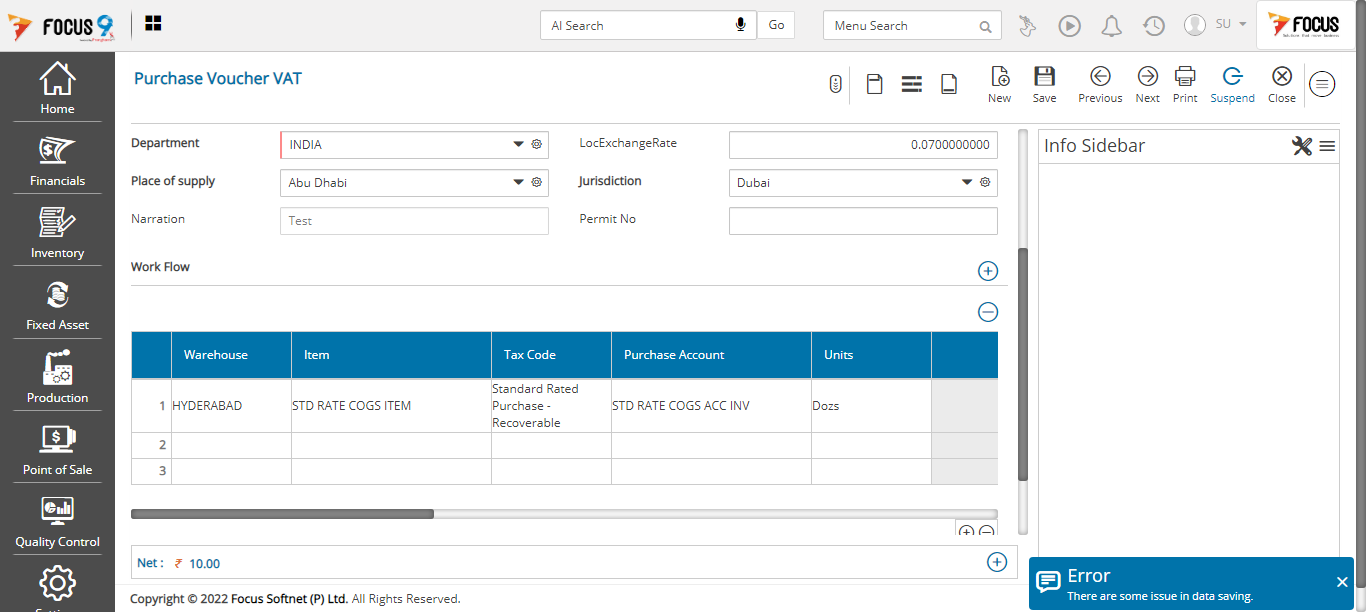 FOCUS 9
AI Search
Go
Menu Search
SU
FOCUS
Home
Financials
Inventory
Fixed Asset
Production
Point of Sale
Quality Control
Purchase Voucher VAT
New
Save
Previous
Next
Print
Suspend
Close
Department INDIA LocExchangeRate 0.0700000000
Place of supply Abu Dhabi Jurisdiction Dubai
Narration Test Permit No
Work Flow
Warehouse Item Tax Code Purchase Account Units
1 HYDERABAD STD RATE COGS ITEM Standard Rated Purchase - Recoverable STD RATE COGS ACC INV Dozs
2
3
Net : ₹ 10.00
Info Sidebar
Error
There are some issue in data saving.
Copyright © 2022 Focus Softnet (P) Ltd. All Rights Reserved.